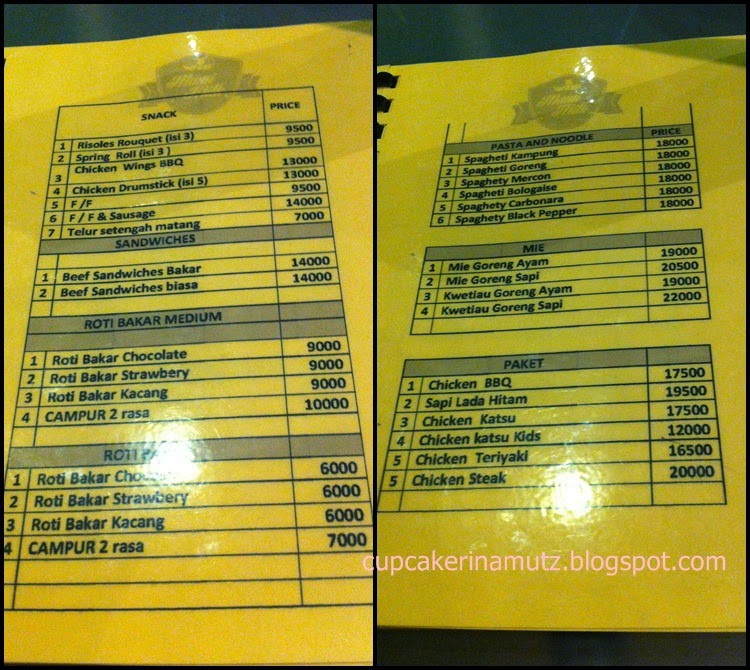 SNACK PRICE
1 Risoles Rouquet (isi 3) 9500
2 Spring Roll (isi 3 ) 9500
3 Chicken Wings BBQ 13000
4 Chicken Drumstick (isi 5) 13000
5 F /F 9500
6 F / F & Sausage 14000
7 Telur setengah matang 7000
SANDWICHES
1 Beef Sandwiches Bakar 14000
2 Beef Sandwiches biasa 14000
ROTI BAKAR MEDIUM
1 Roti Bakar Chocolate 9000
2 Roti Bakar Strawbery 9000
3 Roti Bakar Kacang 9000
4 CAMPUR 2 rasa 10000
ROTI
1 Roti Bakar 6000
2 Roti Bakar Strawbery 6000
3 Roti Bakar Kacang 6000
4 CAMPUR 2 rasa 7000
PASTA AND NOODLE PRICE
1 Spagheti Kampung 18000
2 Spagheti Goreng 18000
3 Spaghety Mercon 18000
4 Spagheti Bologaise 18000
5 Spaghety Carbonara 18000
6 Spaghety Black Pepper 18000
MIE
1 Mie Goreng Ayam 19000
2 Mie Goreng Sapi 20500
3 Kwetiau Goreng Ayam 19000
4 Kwetiau Goreng Sapi 22000
PAKET
1 Chicken BBQ 17500
2 Sapi Lada Hitam 19500
3 Chicken Katsu 17500
4 Chicken katsu Kids 12000
5 Chicken Teriyaki 16500
5 Chicken Steak 20000
cupcakerinamutz.blogspot.com